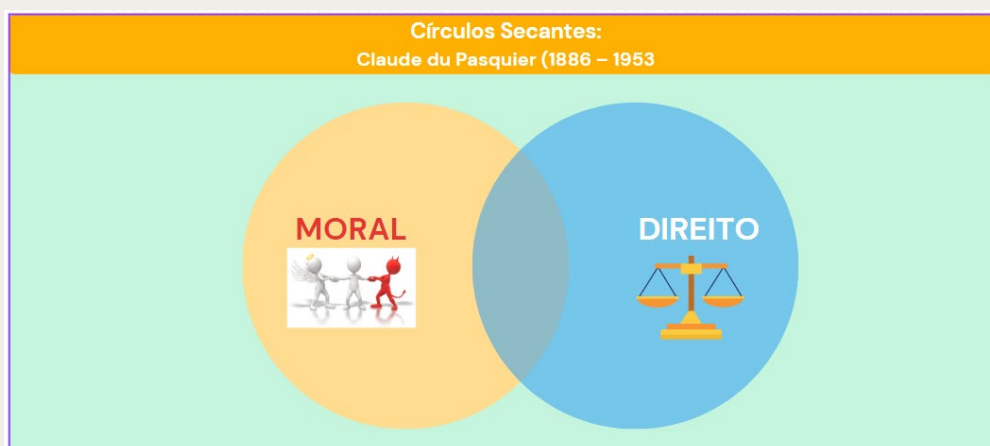 Círculos Secantes:
Claude du Pasquier (1886 – 1953
MORAL
DIREITO